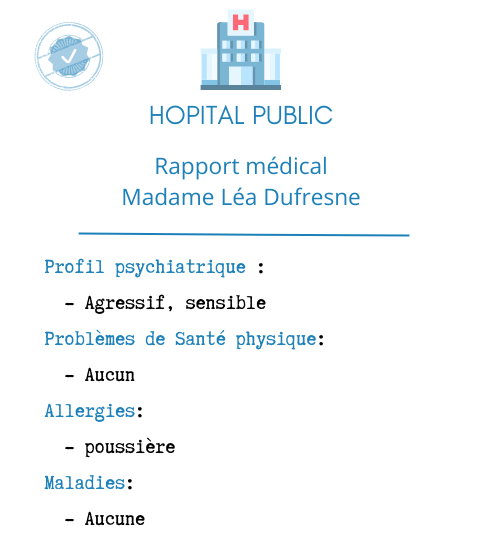 H
HOPITAL PUBLIC
Rapport médical
Madame Léa Dufresne
Profil psychiatrique :
- Agressif, sensible
Problèmes de Santé physique:
- Aucun
Allergies:
- poussière
Maladies:
- Aucune